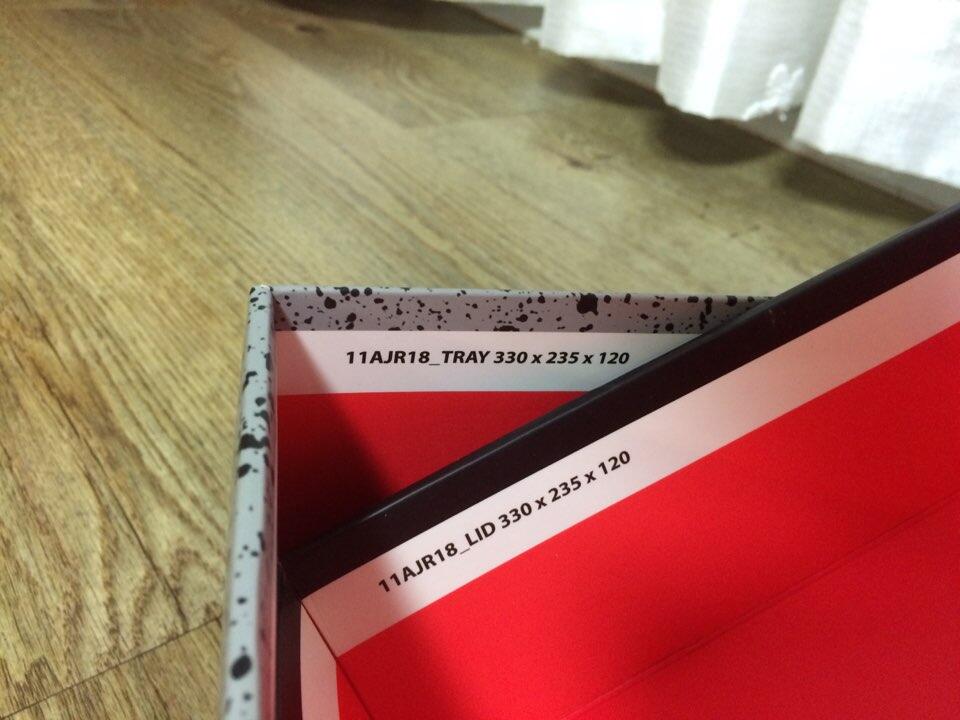 11AJR18_TRAY 330 x 235 x 120
11AJR18_LID 330 x 235 x 120